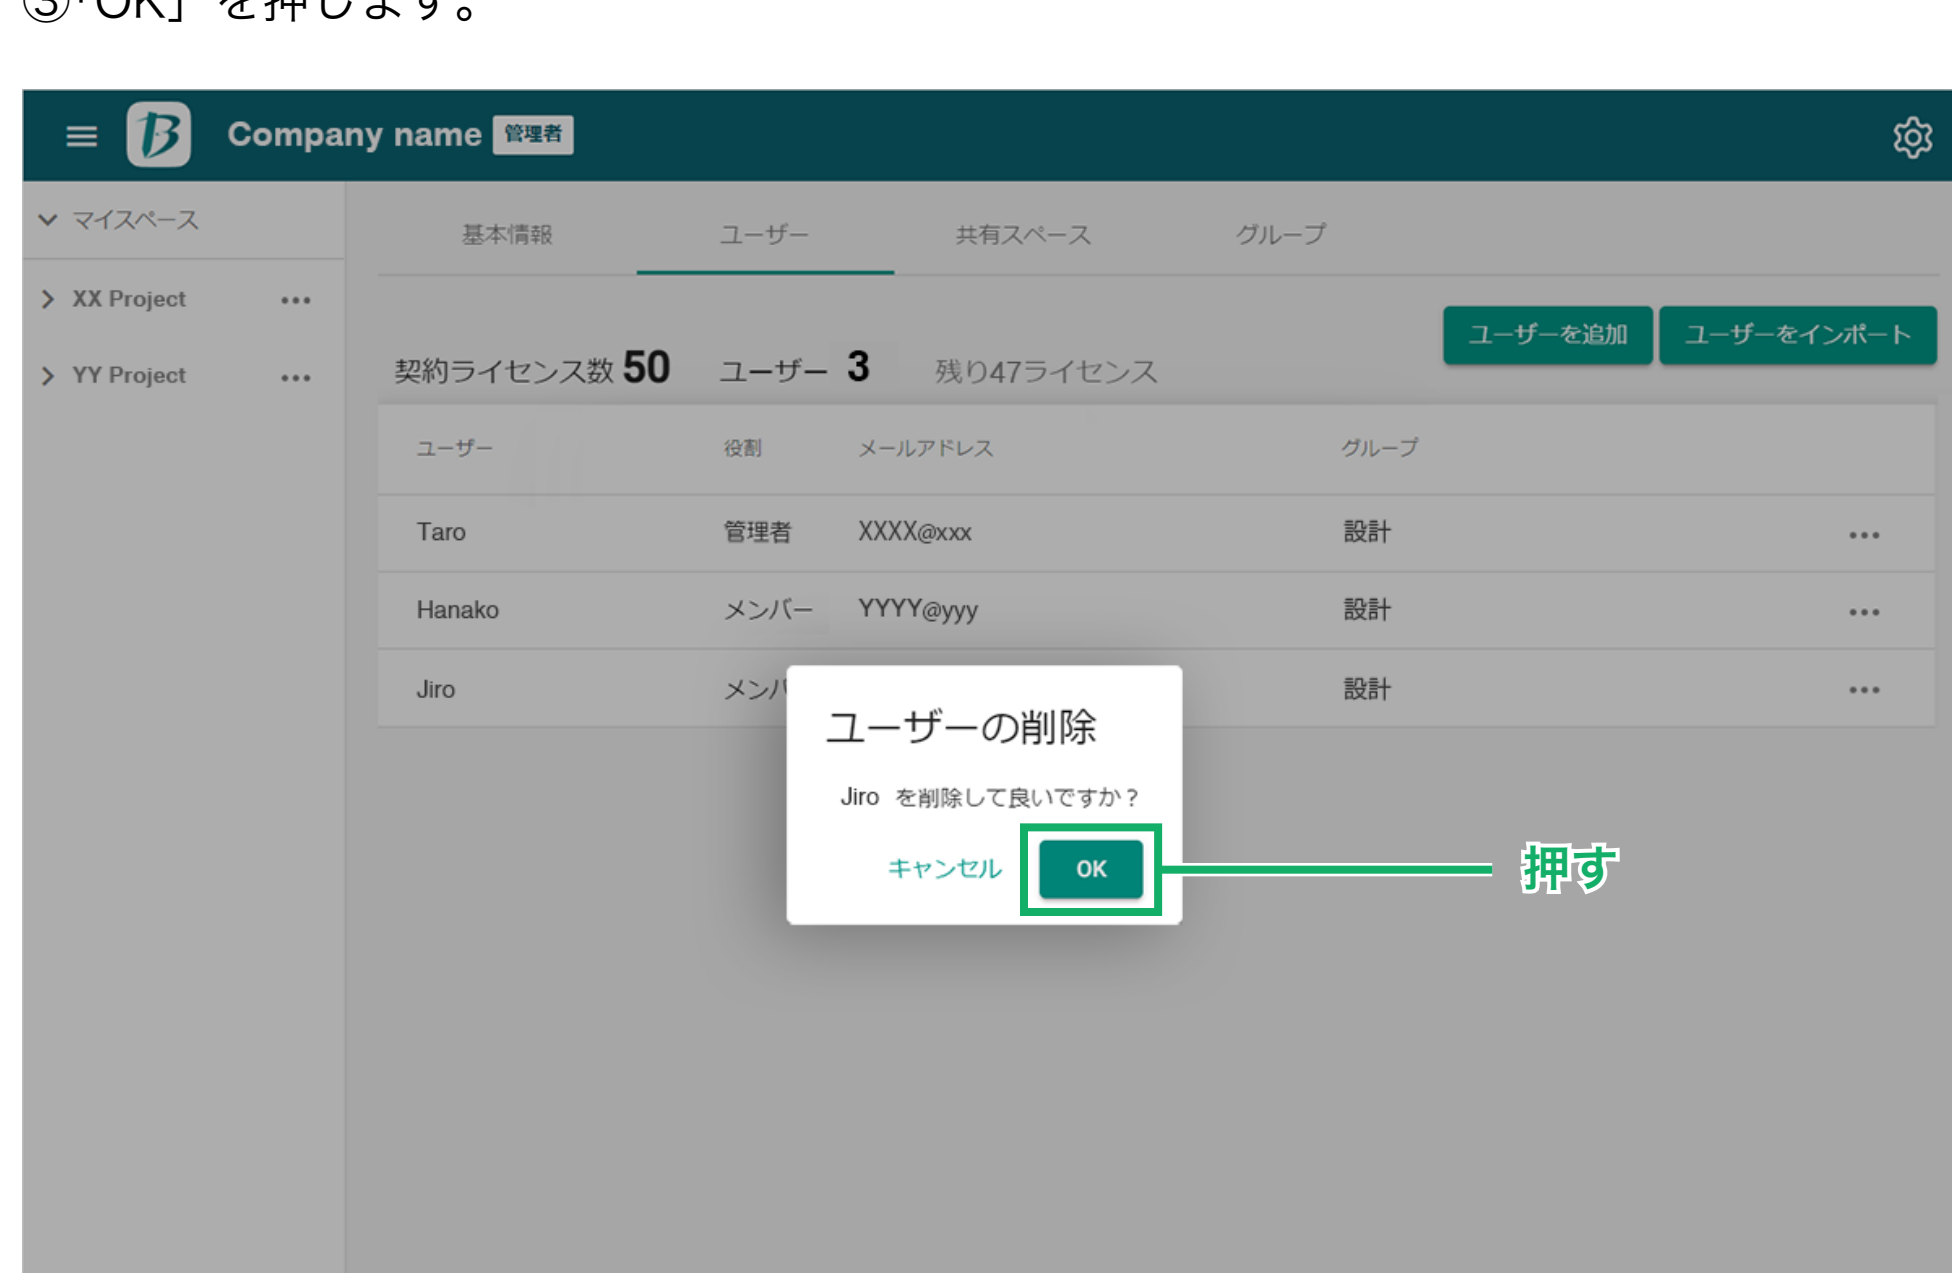 ③「OK」を押します。
Company name 管理者
マイスペース
XX Project
YY Project
基本情報 ユーザー 共有スペース グループ
ユーザーを追加 ユーザーをインポート
契約ライセンス数 50 ユーザー 3 残り47ライセンス
ユーザー 役割 メールアドレス グループ
Taro 管理者 XXXX@xxx 設計
Hanako メンバー YYYY@yyy 設計
Jiro メンバ 設計
ユーザーの削除
Jiro を削除して良いですか？
キャンセル OK
押す